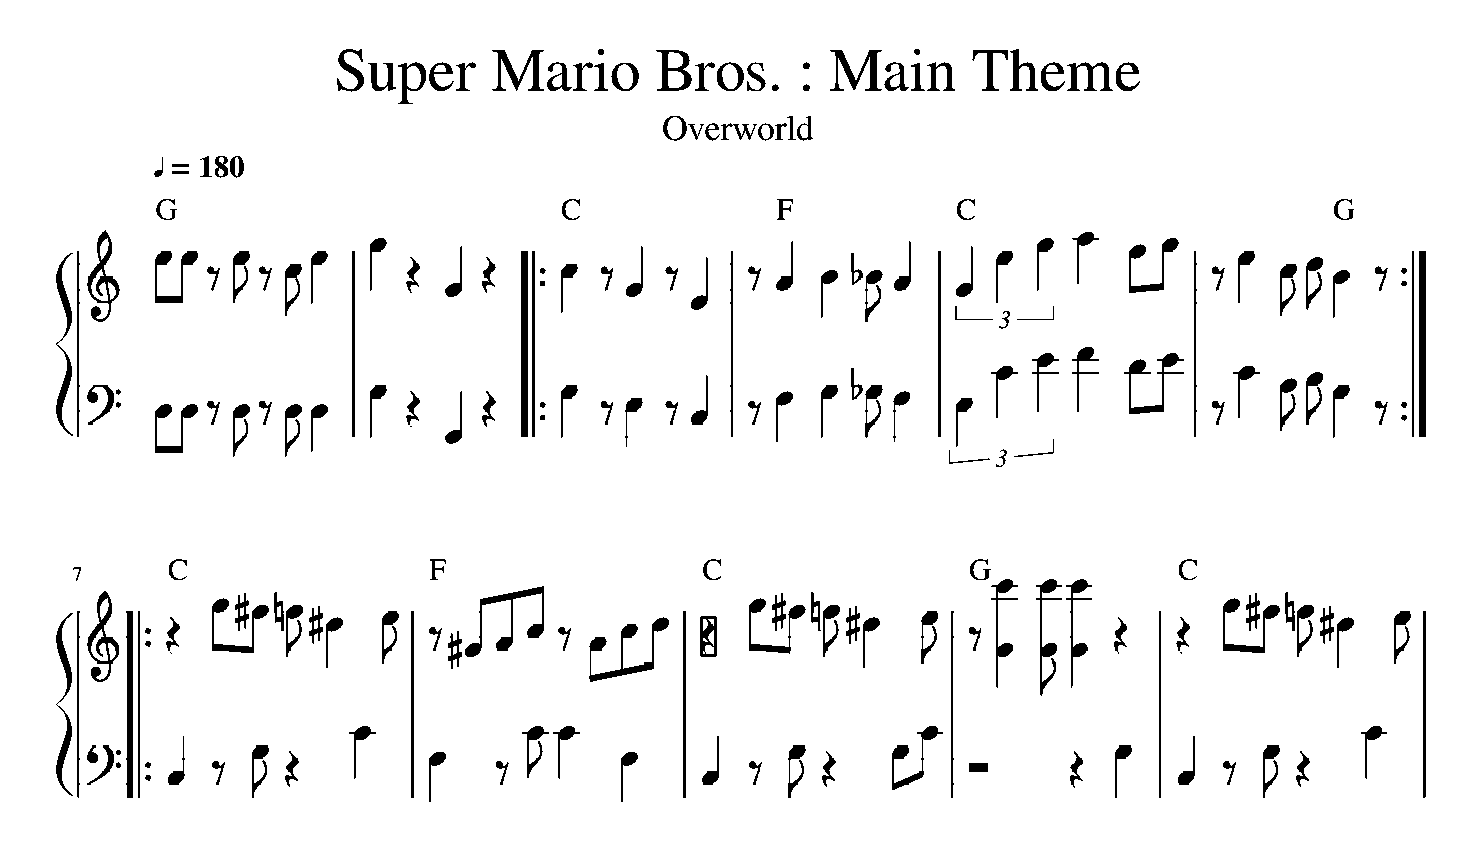 Super Mario Bros. : Main Theme
Overworld
♩ = 180
G C F C G
3
3
7 C F C G C